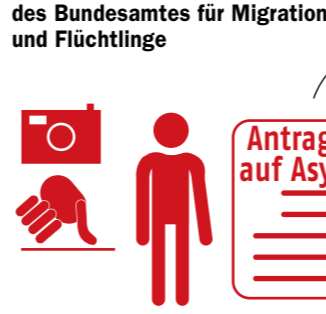 des Bundesamtes für Migration
und Flüchtlinge
Antrag
auf Asy